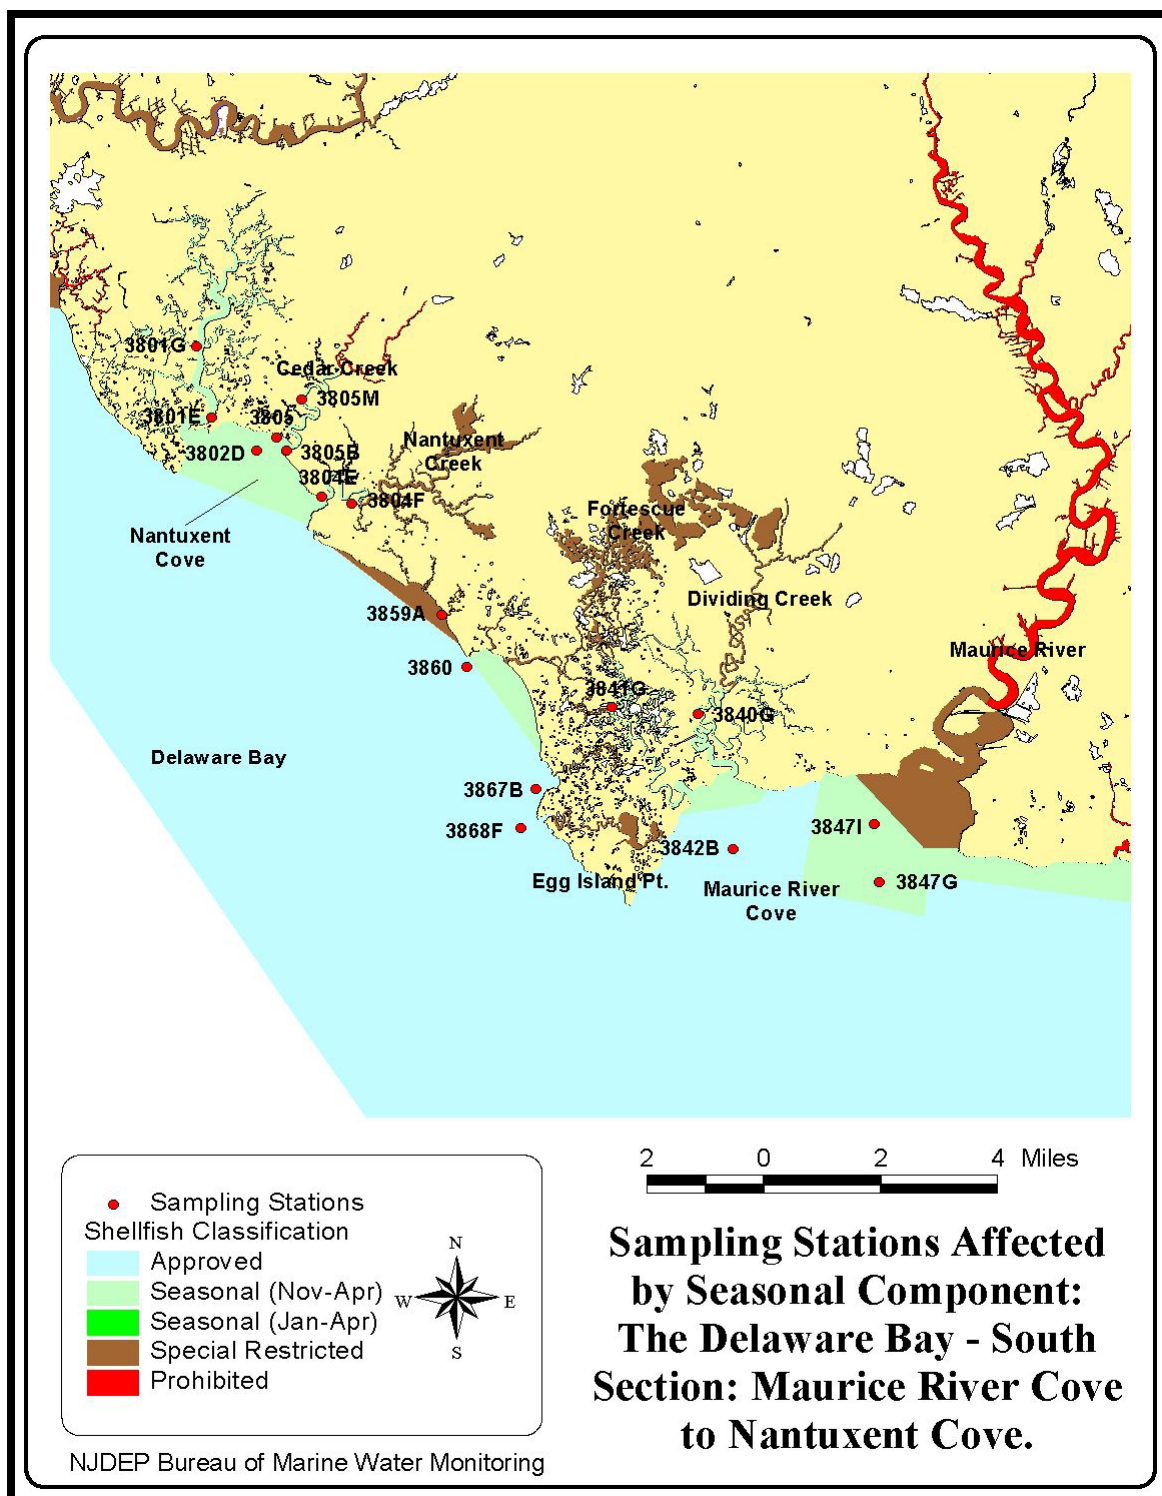 3801G
Cedar Creek
3805M
3801E
3805
3802D
3805B
Nantuxent
Creek
3804E
3804F
Fortescue
Creek
Nantuxent
Cove
Dividing Creek
3859A
Maurice River
3860
3841G
3840G
Delaware Bay
3867B
3868F
3847I
3842B
Egg Island Pt.
3847G
Maurice River
Cove
2 0 2 4 Miles
Sampling Stations
Shellfish Classification
Approved
Seasonal (Nov-Apr)
Seasonal (Jan-Apr)
Special Restricted
Prohibited
N
W E
S
Sampling Stations Affected
by Seasonal Component:
The Delaware Bay - South
Section: Maurice River Cove
to Nantuxent Cove.
NJDEP Bureau of Marine Water Monitoring